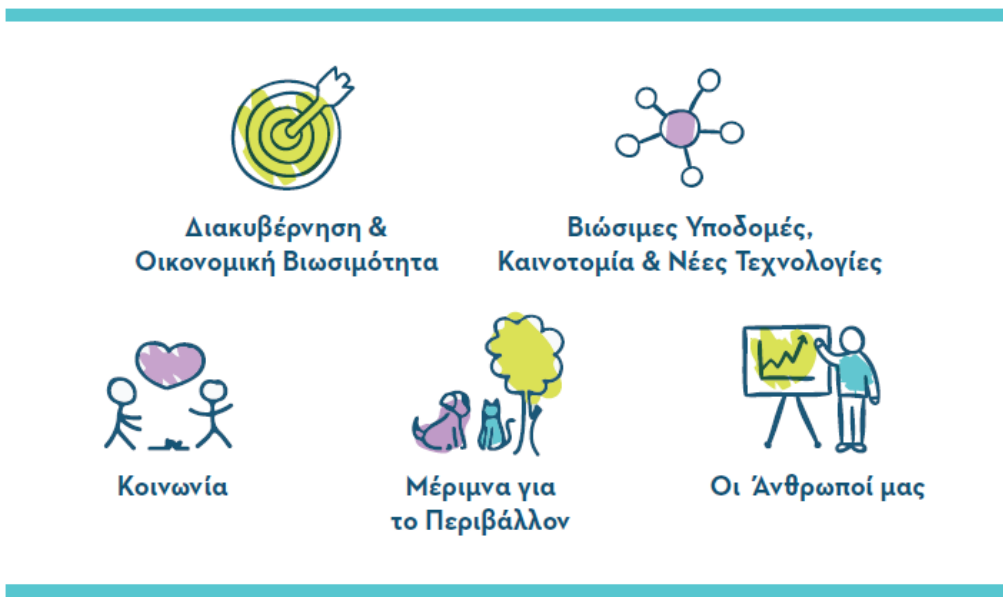 Διακυβέρνηση &
Οικονομική Βιωσιμότητα
Βιώσιμες Υποδομές,
Καινοτομία & Νέες Τεχνολογίες
Κοινωνία
Μέριμνα για
το Περιβάλλον
Οι Άνθρωποί μας